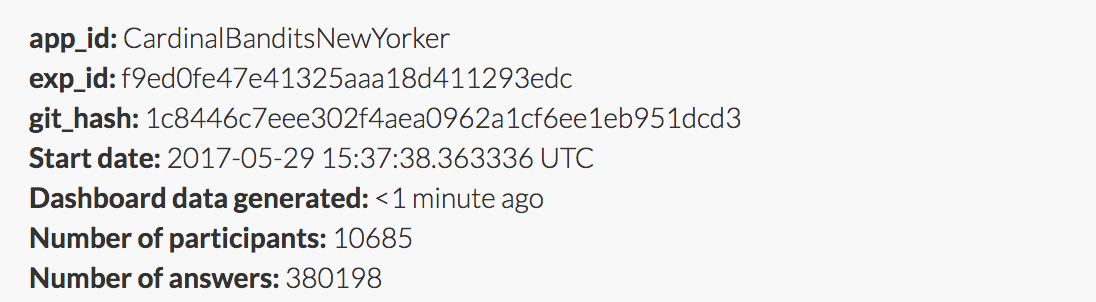 app_id: CardinalBanditsNewYorker
exp_id: f9ed0fe47e41325aaa18d411293edc
git_hash: 1c8446c7eee302f4aea0962a1cf6ee1eb951dcd3
Start date: 2017-05-29 15:37:38.363336 UTC
Dashboard data generated: <1 minute ago
Number of participants: 10685
Number of answers: 380198